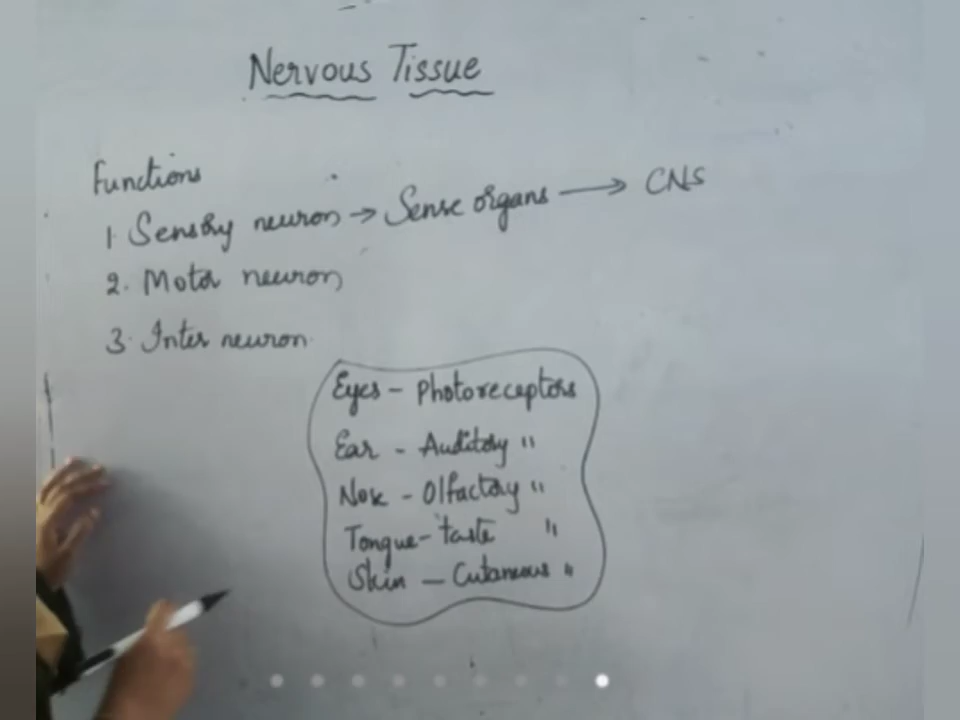 Nervous Tissue
Functions
1. Sensory neuron → Sense organs → CNS
2. Motor neuron
3. Inter neuron
Eyes - Photoreceptors
Ear - Auditory "
Nose - Olfactory "
Tongue - taste "
Skin - Cutaneous "